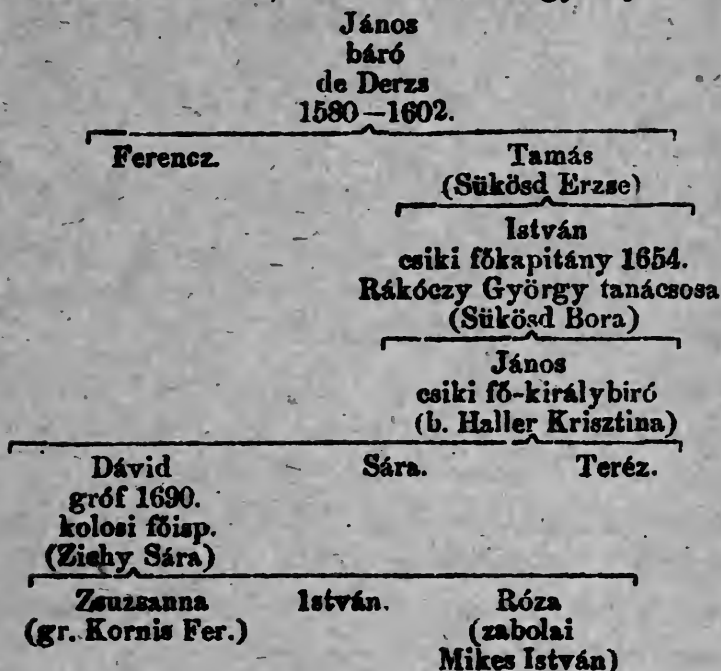 János
báró
de Derzs
1580–1602.
Ferencz. Tamás
(Sükösd Erzse)
István
csiki főkapitány 1654.
Rákóczy György tanácsosa
(Sükösd Bora)
János
csiki fő-királybiró
(b. Haller Krisztina)
Dávid Sára. Teréz.
gróf 1690.
kolosi főisp.
(Zichy Sára)
Zsuzsanna István. Róza
(gr. Kornis Fer.) (zabolai
Mikes István)